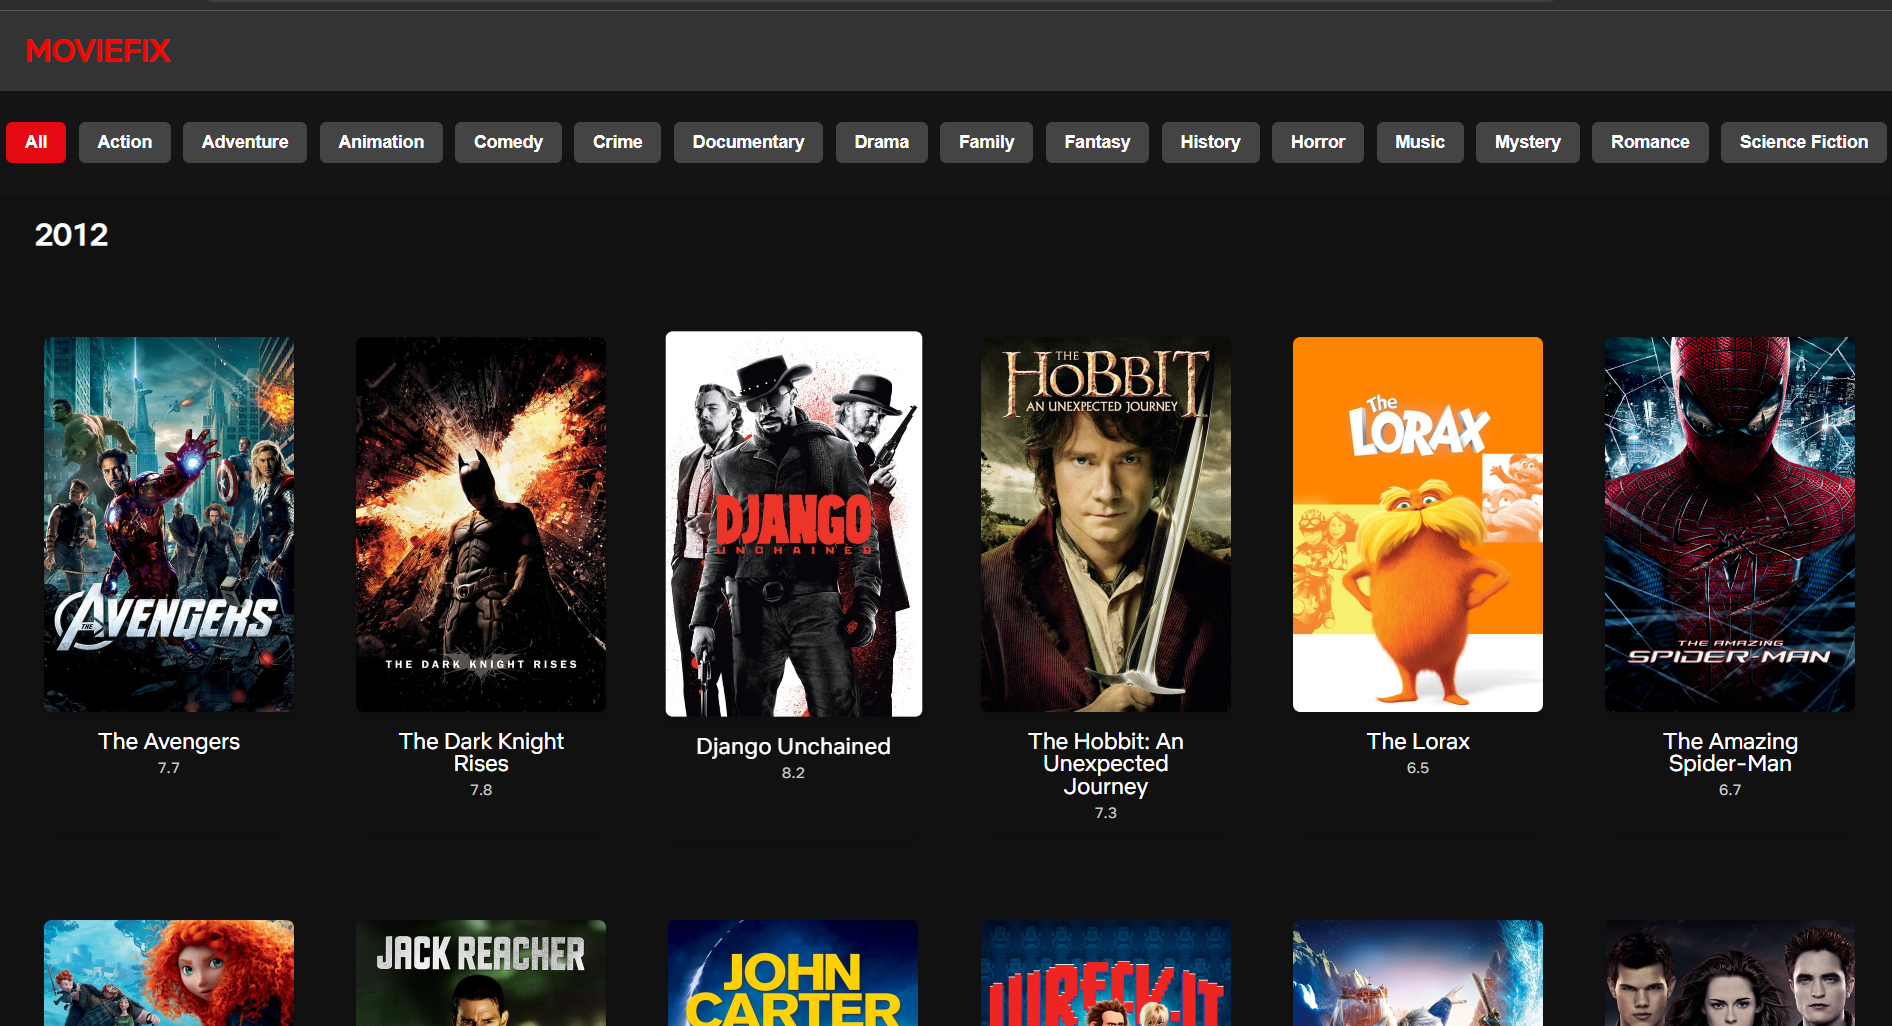 MOVIEFIX
All Action Adventure Animation Comedy Crime Documentary Drama Family Fantasy History Horror Music Mystery Romance Science Fiction
2012
THE AVENGERS
THE DARK KNIGHT RISES
DJANGO
UNCHAINED
THE
HOBBIT
AN UNEXPECTED JOURNEY
The
LORAX
THE AMAZING
SPIDER-MAN
The Avengers
7.7
The Dark Knight
Rises
7.8
Django Unchained
8.2
The Hobbit: An
Unexpected
Journey
7.3
The Lorax
6.5
The Amazing
Spider-Man
6.7
JACK REACHER
JOHN
CARTER
WRECK-IT